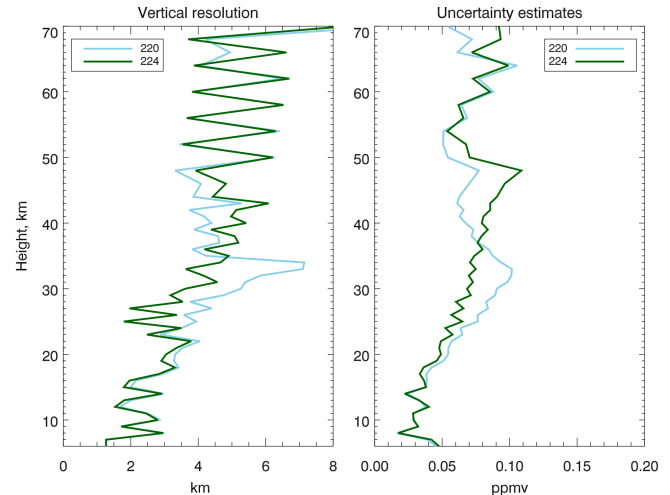 Vertical resolution
Uncertainty estimates
70
220
224
60
50
40
30
20
10
Height, km
0 2 4 6 8
km
70
220
224
60
50
40
30
20
10
0.00 0.05 0.10 0.15 0.20
ppmv